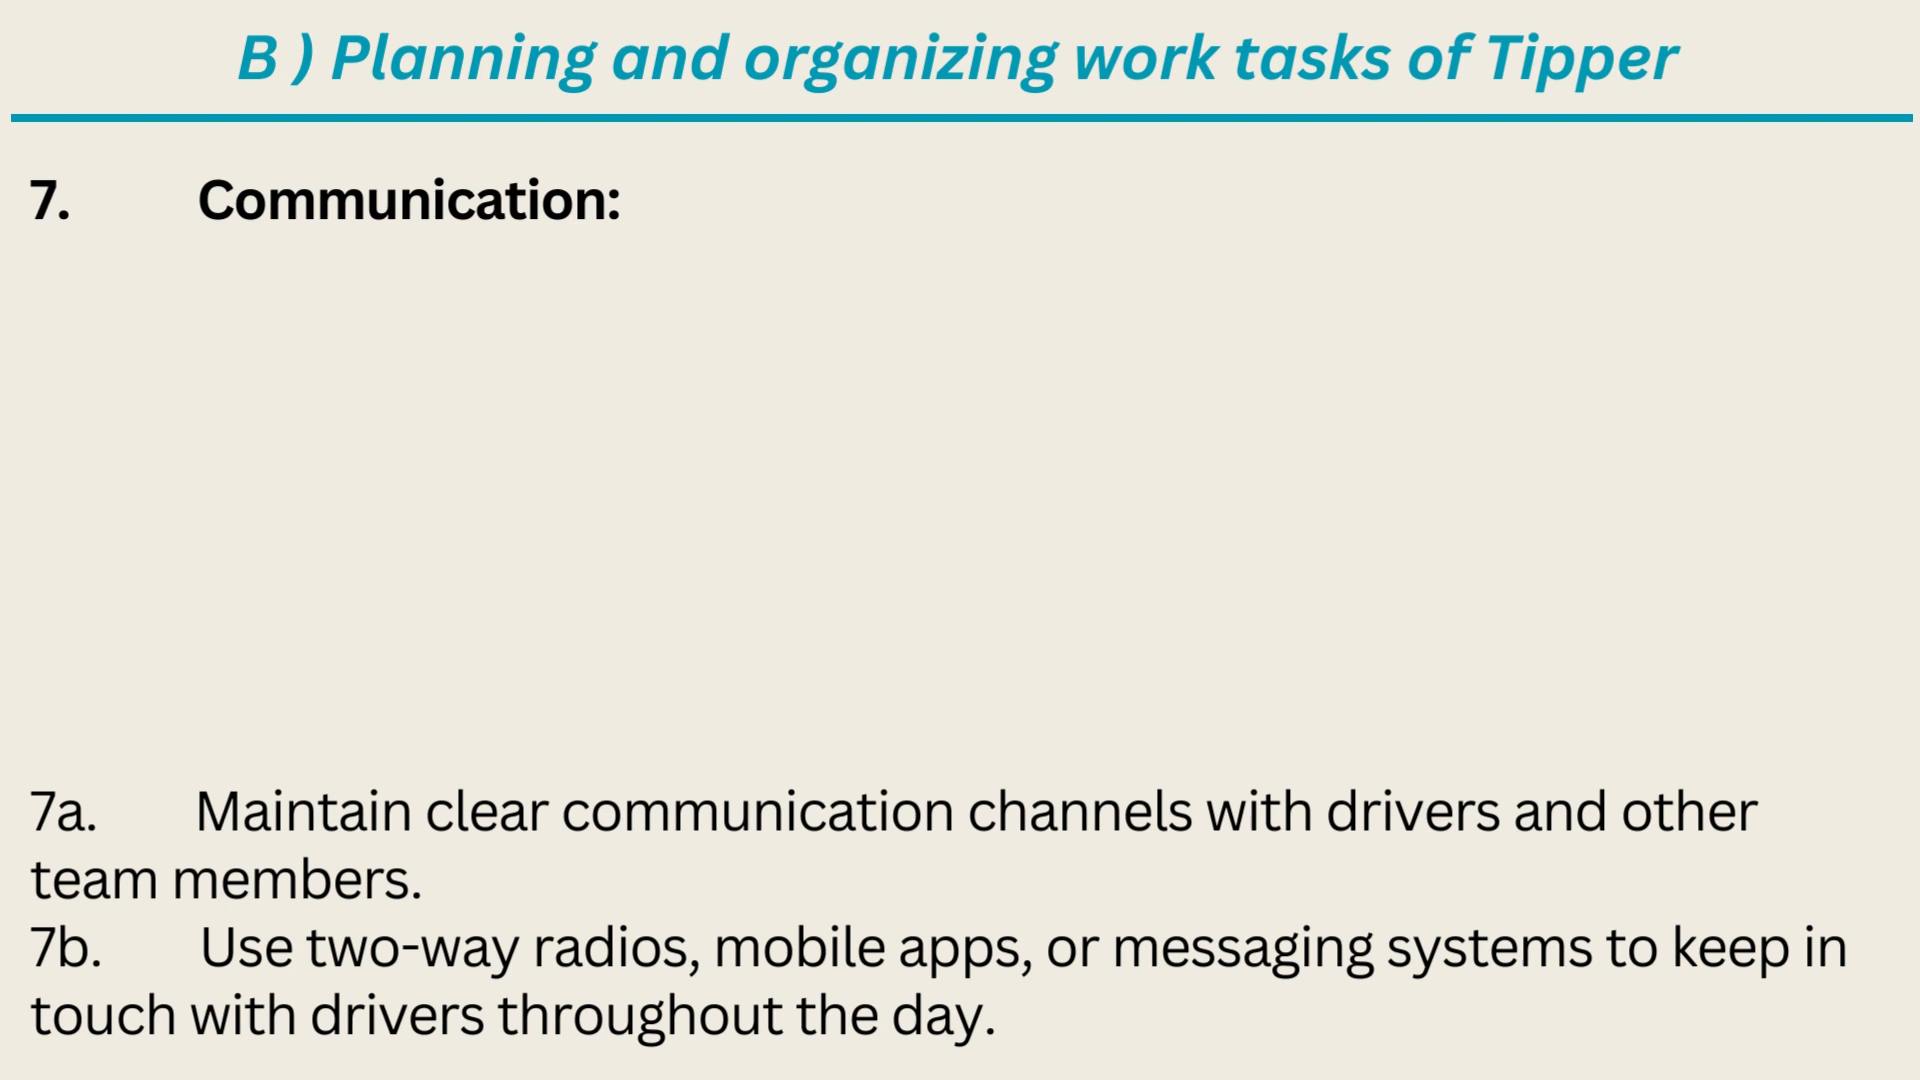 B ) Planning and organizing work tasks of Tipper
7. Communication:
7a. Maintain clear communication channels with drivers and other
team members.
7b. Use two-way radios, mobile apps, or messaging systems to keep in
touch with drivers throughout the day.